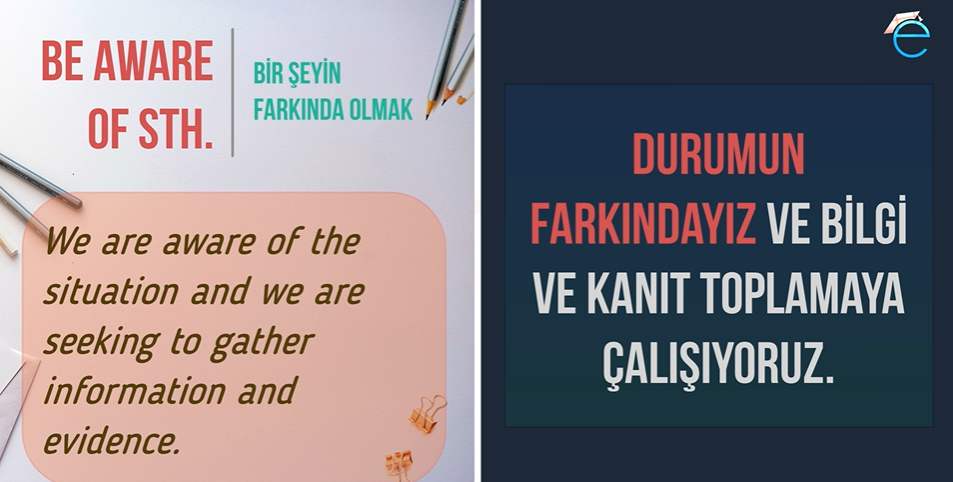 BE AWARE
OF STH.
BİR ŞEYİN
FARKINDA OLMAK
We are aware of the
situation and we are
seeking to gather
information and
evidence.
e
DURUMUN
FARKINDAYIZ VE BİLGİ
VE KANIT TOPLAMAYA
ÇALIŞIYORUZ.